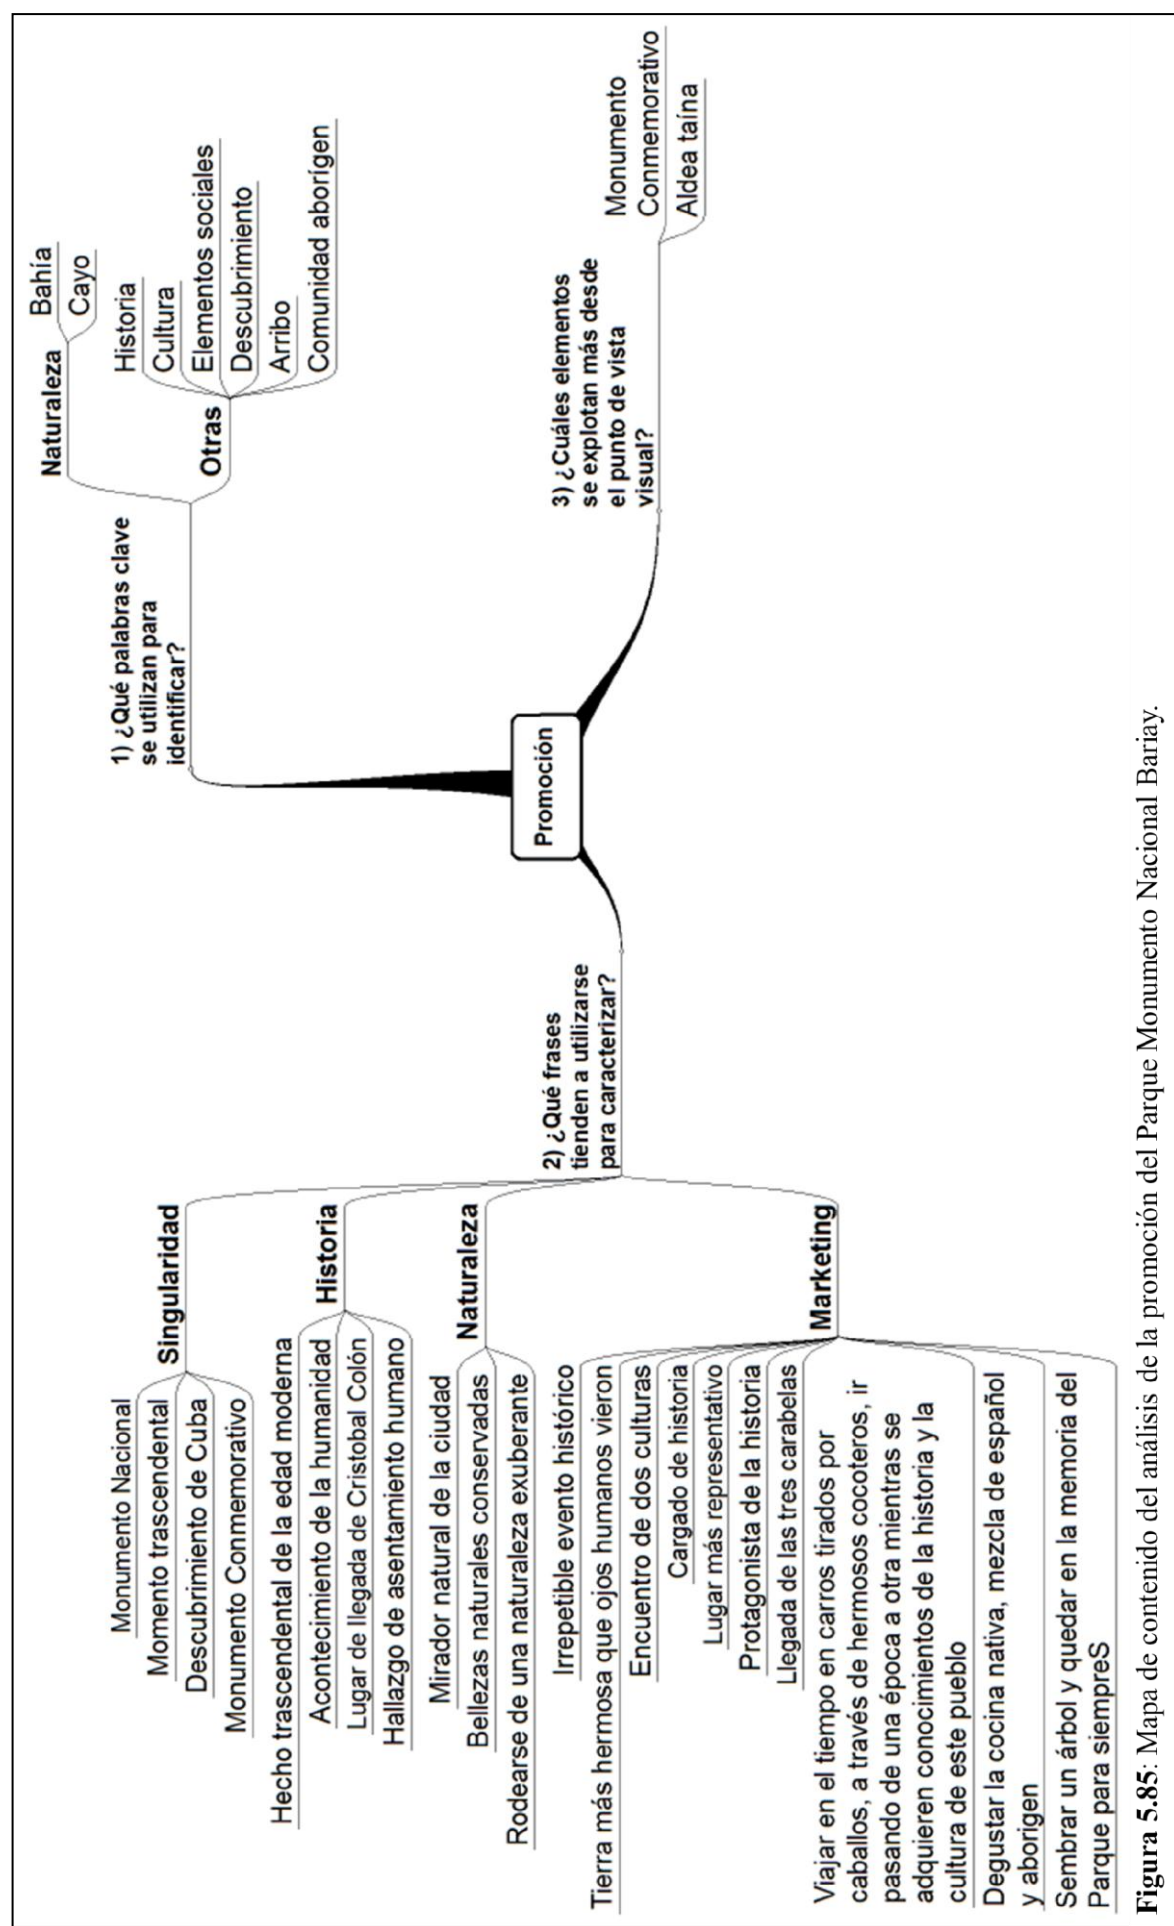 Promoción
1) ¿Qué palabras clave
se utilizan para
identificar?
Naturaleza
Bahía
Cayo
Otras
Historia
Cultura
Elementos sociales
Descubrimiento
Arribo
Comunidad aborígen
2) ¿Qué frases
tienden a utilizarse
para caracterizar?
Singularidad
Monumento Nacional
Momento trascendental
Descubrimiento de Cuba
Monumento Conmemorativo
Historia
Hecho trascendental de la edad moderna
Acontecimiento de la humanidad
Lugar de llegada de Cristobal Colón
Hallazgo de asentamiento humano
Naturaleza
Mirador natural de la ciudad
Bellezas naturales conservadas
Rodearse de una naturaleza exuberante
Marketing
Irrepetible evento histórico
Tierra más hermosa que ojos humanos vieron
Encuentro de dos culturas
Cargado de historia
Lugar más representativo
Protagonista de la historia
Llegada de las tres carabelas
Viajar en el tiempo en carros tirados por
caballos, a través de hermosos cocoteros, ir
pasando de una época a otra mientras se
adquieren conocimientos de la historia y la
cultura de este pueblo
Degustar la cocina nativa, mezcla de español
y aborigen
Sembrar un árbol y quedar en la memoria del
Parque para siempreS
3) ¿Cuáles elementos
se explotan más desde
el punto de vista
visual?
Monumento
Conmemorativo
Aldea taína
Figura 5.85: Mapa de contenido del análisis de la promoción del Parque Monumento Nacional Bariay.